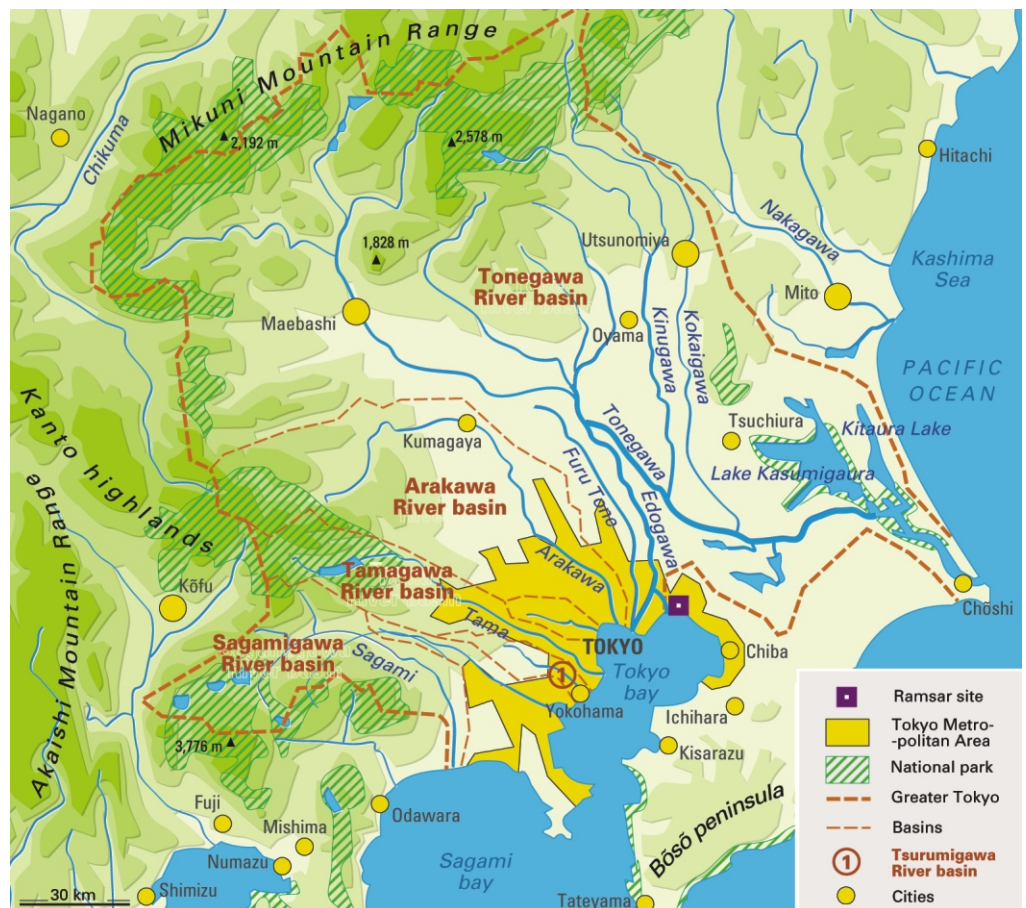 Mikuni Mountain Range
Nagano
Chikuma
2,192 m
2,578 m
Hitachi
Nakagawa
Utsunomiya
Kashima
Sea
1,828 m
Tonegawa
River basin
Mito
Maebashi
Oyama
Kinugawa
Kokaigawa
PACIFIC
OCEAN
Kanto highlands
Kumagaya
Tsuchiura
Kitaura Lake
Furu Tone
Tonegawa
Lake Kasumigaura
Akaishi Mountain Range
Arakawa
River basin
Edogawa
Arakawa
Kõfu
Tamagawa
River basin
Chõshi
Tama
Sagamigawa
River basin
Sagami
TOKYO
Tokyo
bay
Chiba
1
Yokohama
Ichihara
Kisarazu
3,776 m
Fuji
Mishima
Odawara
Numazu
Bõsõ peninsula
Sagami
bay
Shimizu
30 km
Tateyama
Ramsar site
Tokyo Metro-
-politan Area
National park
Greater Tokyo
Basins
1
Tsurumigawa
River basin
Cities